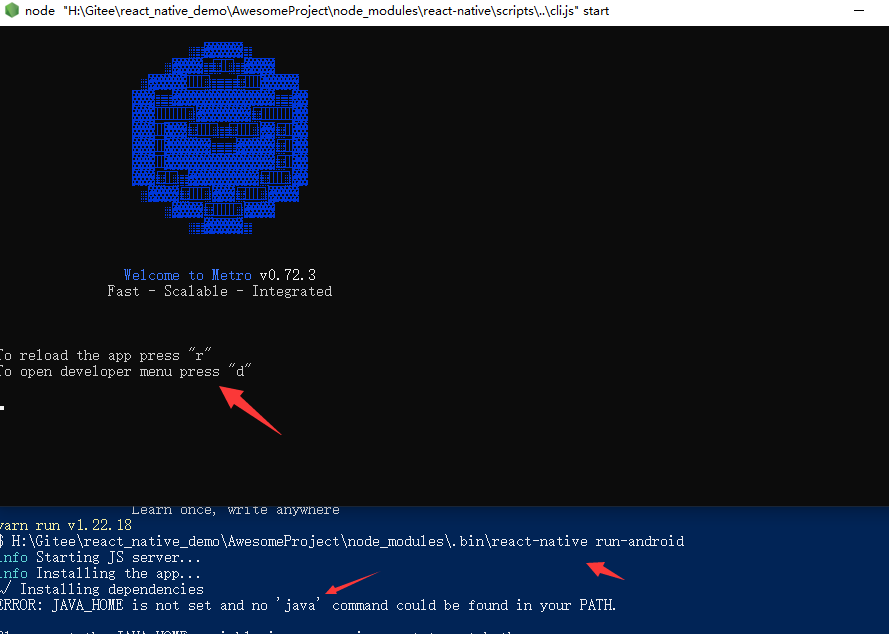 node "H:\Gitee\react_native_demo\AwesomeProject\node_modules\react-native\scripts\..\cli.js" start
Welcome to Metro v0.72.3
Fast - Scalable - Integrated
To reload the app press "r"
To open developer menu press "d"
Learn once, write anywhere
yarn run v1.22.18
$ H:\Gitee\react_native_demo\AwesomeProject\node_modules\.bin\react-native run-android
info Starting JS server...
info Installing the app...
√ Installing dependencies
ERROR: JAVA_HOME is not set and no 'java' command could be found in your PATH.